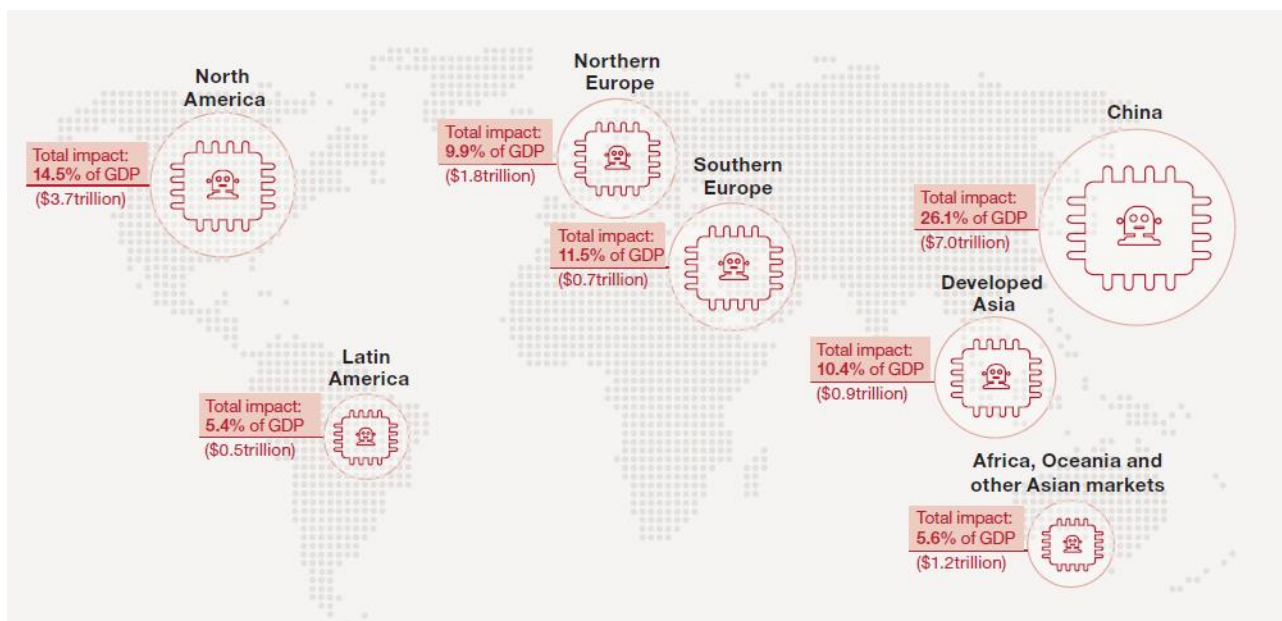 North
America
Total impact:
14.5% of GDP
($3.7trillion)
Northern
Europe
Total impact:
9.9% of GDP
($1.8trillion)
Southern
Europe
Total impact:
11.5% of GDP
($0.7trillion)
China
Total impact:
26.1% of GDP
($7.0trillion)
Developed
Asia
Total impact:
10.4% of GDP
($0.9trillion)
Latin
America
Total impact:
5.4% of GDP
($0.5trillion)
Africa, Oceania and
other Asian markets
Total impact:
5.6% of GDP
($1.2trillion)